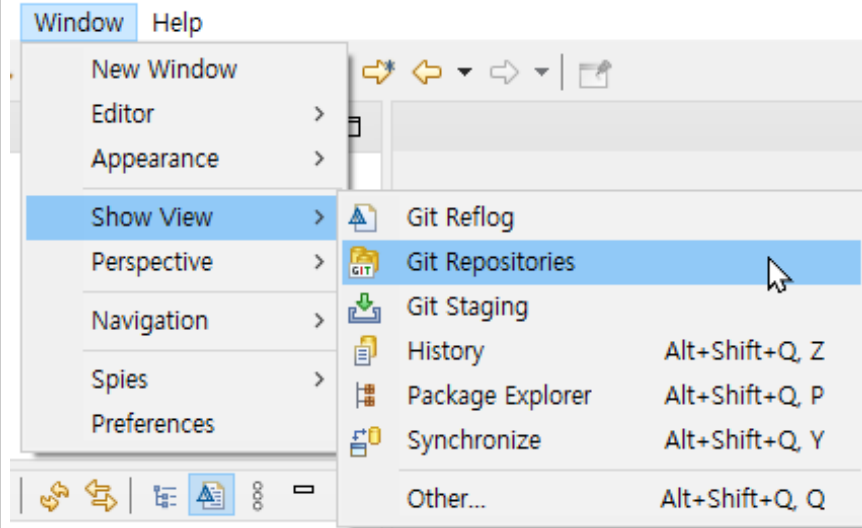 Window Help
New Window
Editor
Appearance
Show View
Perspective
Navigation
Spies
Preferences
Git Reflog
GIT Git Repositories
Git Staging
History Alt+Shift+Q, Z
Package Explorer Alt+Shift+Q, P
Synchronize Alt+Shift+Q, Y
Other... Alt+Shift+Q, Q